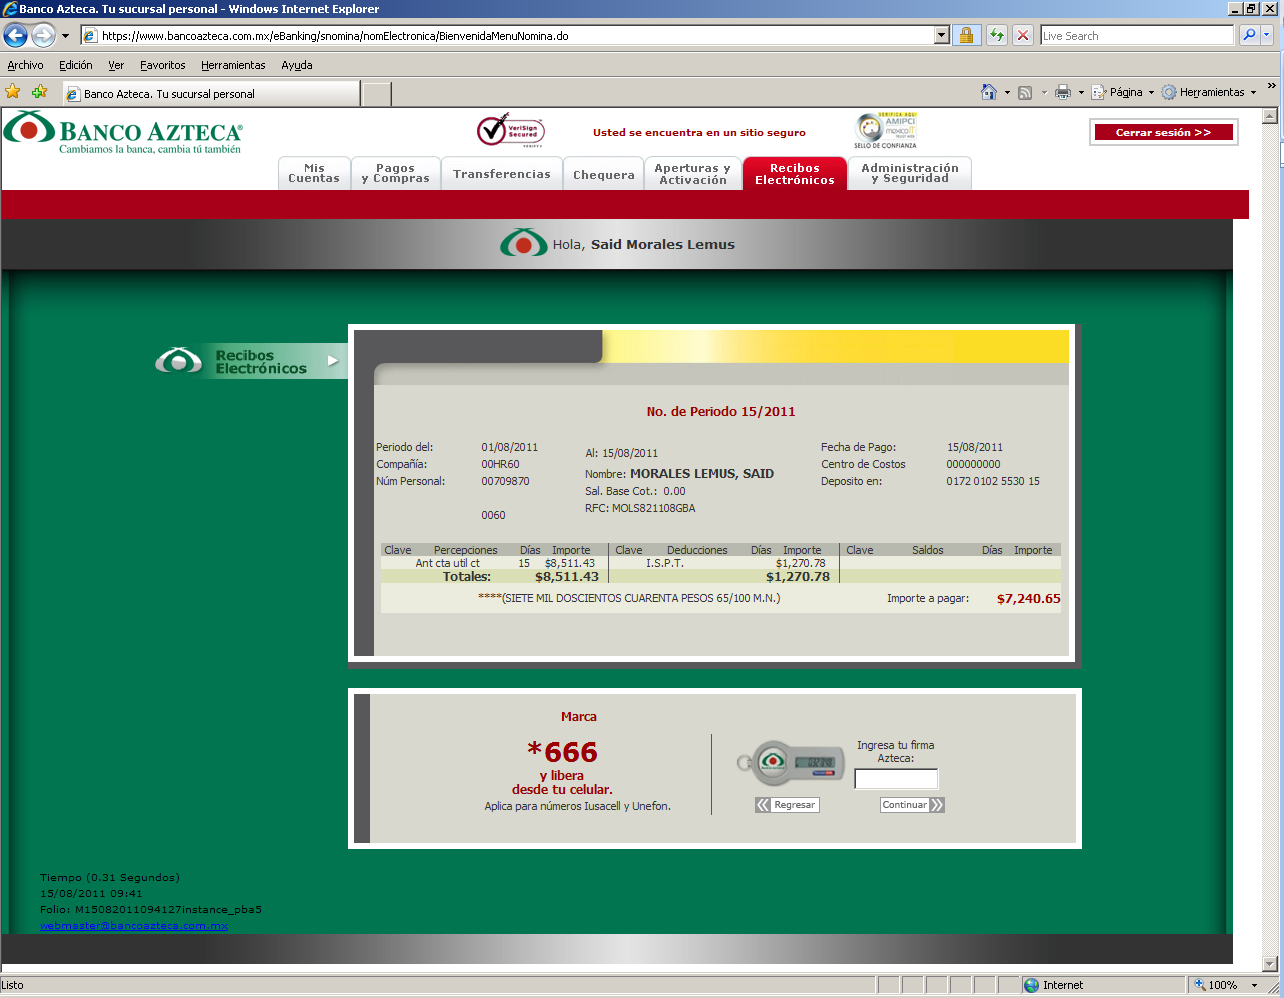 Banco Azteca. Tu sucursal personal - Windows Internet Explorer
https://www.bancoazteca.com.mx/eBanking/snomina/nomElectronica/BienvenidaMenuNomina.do
Live Search
Archivo Edición Ver Favoritos Herramientas Ayuda
Banco Azteca. Tu sucursal personal
Página Herramientas
BANCO AZTECA®
Cambiamos la banca, cambia tú también
VeriSign
Secured
VERIFY
Usted se encuentra en un sitio seguro
VERIFICA AQUI
AMIPCI
SELLO DE CONFIANZA
Cerrar sesión >>
Mis Cuentas
Pagos y Compras
Transferencias
Chequera
Aperturas y Activación
Recibos Electrónicos
Administración y Seguridad
Hola, Said Morales Lemus
Recibos
Electrónicos
No. de Periodo 15/2011
Periodo del: 01/08/2011 Al: 15/08/2011 Fecha de Pago: 15/08/2011
Compañía: 00HR60 Nombre: MORALES LEMUS, SAID Centro de Costos 000000000
Núm Personal: 00709870 Sal. Base Cot.: 0.00 Deposito en: 0172 0102 5530 15
RFC: MOLS821108GBA
0060
Clave Percepciones Días Importe Clave Deducciones Días Importe Clave Saldos Días Importe
Ant cta util ct 15 $8,511.43 I.S.P.T. $1,270.78
Totales: $8,511.43 $1,270.78
****(SIETE MIL DOSCIENTOS CUARENTA PESOS 65/100 M.N.) Importe a pagar: $7,240.65
Marca
*666
y libera
desde tu celular.
Aplica para números Iusacell y Unefon.
Ingresa tu firma
Azteca:
Regresar
Continuar
Tiempo (0.31 Segundos)
15/08/2011 09:41
Folio: M15082011094127instance_pba5
webmaster@bancoazteca.com.mx
Listo
Internet
100%